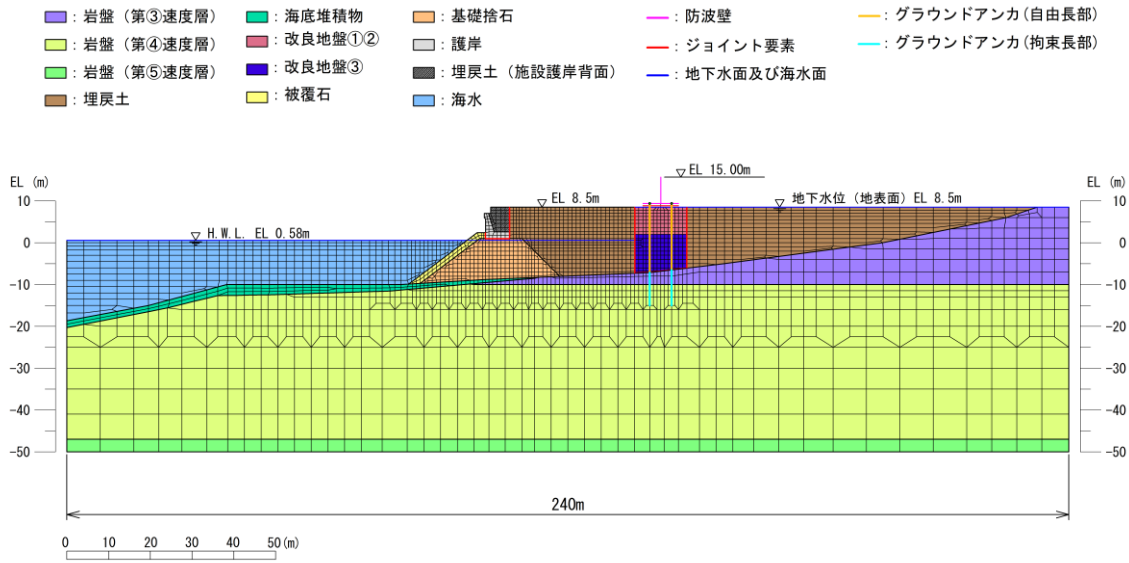 ：岩盤（第③速度層） ：海底堆積物 ：基礎捨石 ：防波壁 ：グラウンドアンカ(自由長部)
：岩盤（第④速度層） ：改良地盤①② ：護岸 ：ジョイント要素 ：グラウンドアンカ(拘束長部)
：岩盤（第⑤速度層） ：改良地盤③ ：埋戻土（施設護岸背面） ：地下水面及び海水面
：埋戻土 ：被覆石 ：海水
EL 15.00m
EL (m) EL (m)
10 EL 8.5m 地下水位（地表面）EL 8.5m 10
H.W.L. EL 0.58m
0 0
-10 -10
-20 -20
-30 -30
-40 -40
-50 -50
240m
0 10 20 30 40 50(m)